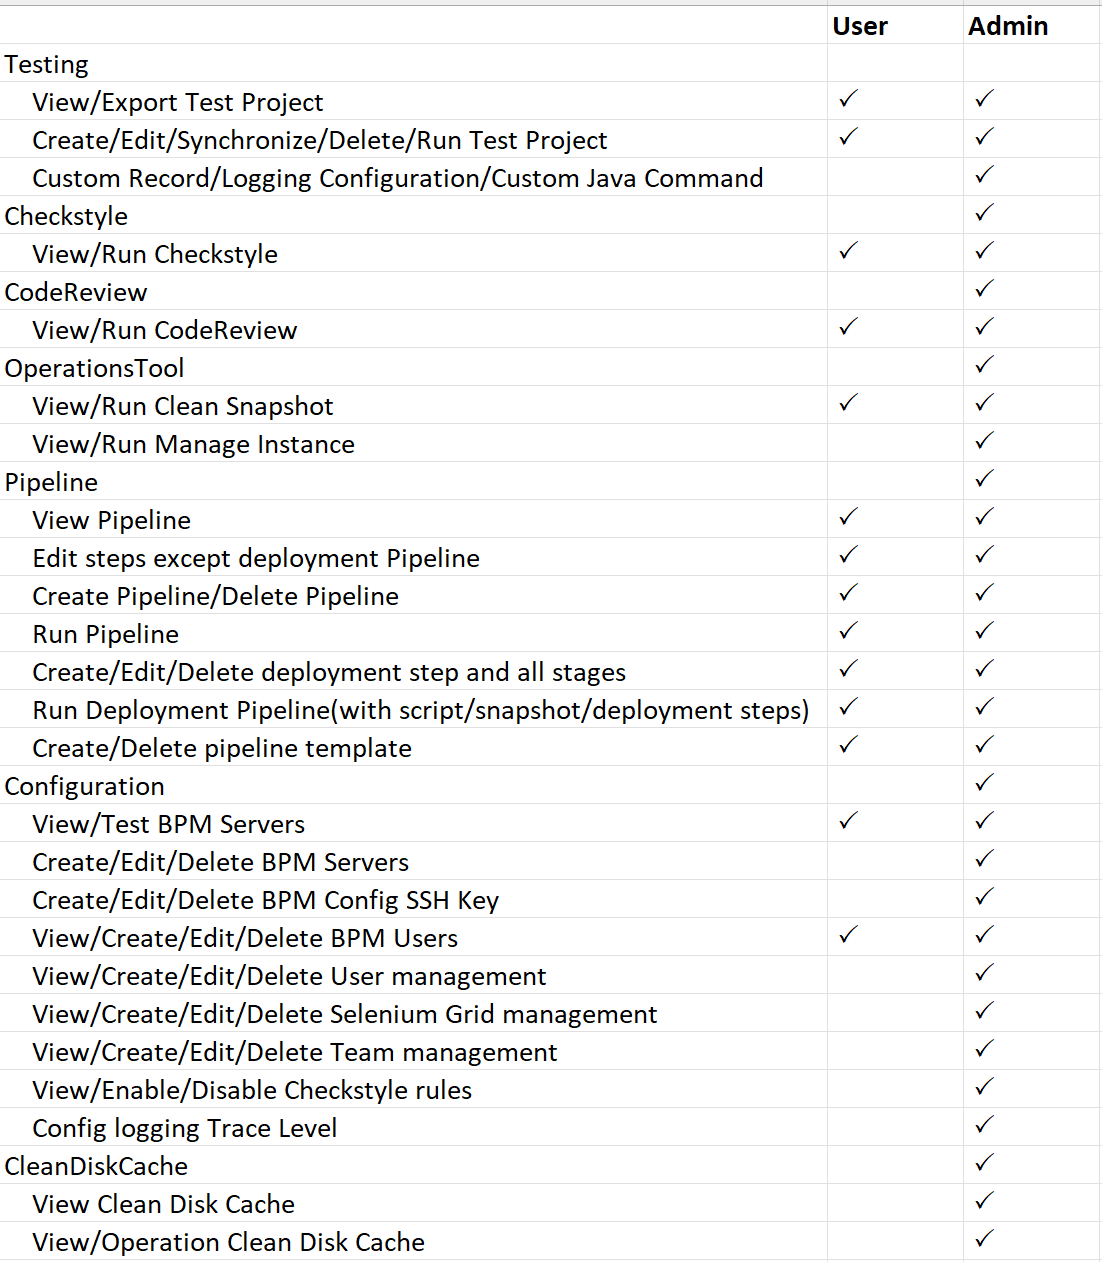 User Admin
Testing
View/Export Test Project ✓ ✓
Create/Edit/Synchronize/Delete/Run Test Project ✓ ✓
Custom Record/Logging Configuration/Custom Java Command ✓
Checkstyle ✓
View/Run Checkstyle ✓ ✓
CodeReview ✓
View/Run CodeReview ✓ ✓
OperationsTool ✓
View/Run Clean Snapshot ✓ ✓
View/Run Manage Instance ✓
Pipeline ✓
View Pipeline ✓ ✓
Edit steps except deployment Pipeline ✓ ✓
Create Pipeline/Delete Pipeline ✓ ✓
Run Pipeline ✓ ✓
Create/Edit/Delete deployment step and all stages ✓ ✓
Run Deployment Pipeline(with script/snapshot/deployment steps) ✓ ✓
Create/Delete pipeline template ✓ ✓
Configuration ✓
View/Test BPM Servers ✓ ✓
Create/Edit/Delete BPM Servers ✓
Create/Edit/Delete BPM Config SSH Key ✓
View/Create/Edit/Delete BPM Users ✓ ✓
View/Create/Edit/Delete User management ✓
View/Create/Edit/Delete Selenium Grid management ✓
View/Create/Edit/Delete Team management ✓
View/Enable/Disable Checkstyle rules ✓
Config logging Trace Level ✓
CleanDiskCache ✓
View Clean Disk Cache ✓
View/Operation Clean Disk Cache ✓